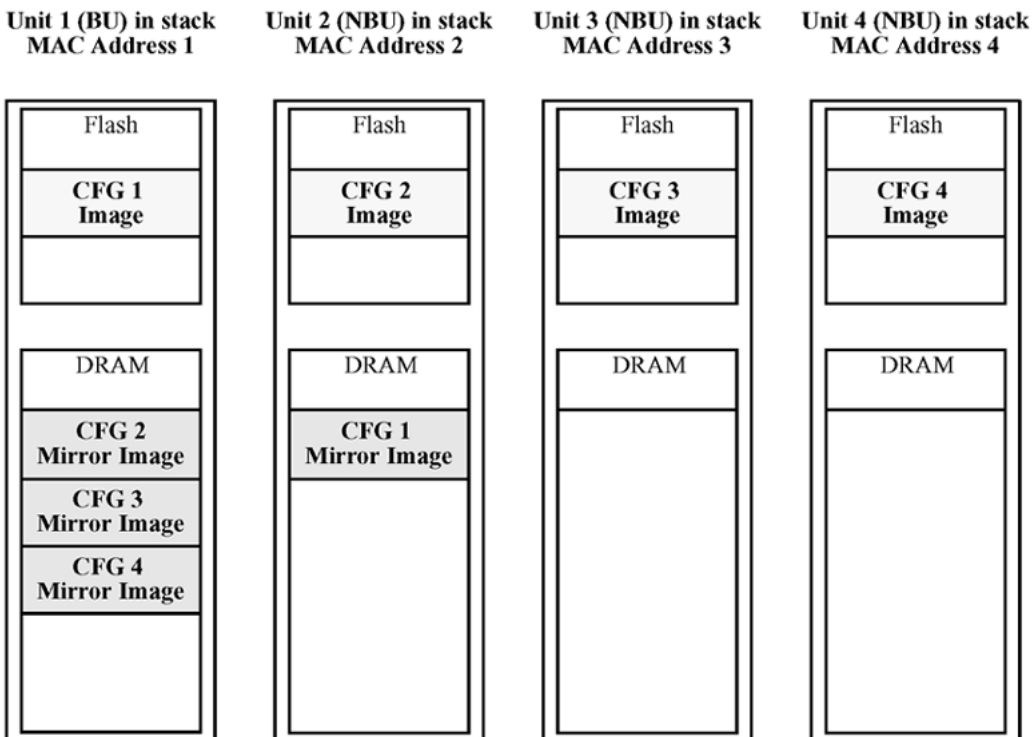 Unit 1 (BU) in stack
MAC Address 1
Unit 2 (NBU) in stack
MAC Address 2
Unit 3 (NBU) in stack
MAC Address 3
Unit 4 (NBU) in stack
MAC Address 4
Flash
CFG 1
Image
DRAM
CFG 2
Mirror Image
CFG 3
Mirror Image
CFG 4
Mirror Image
Flash
CFG 2
Image
DRAM
CFG 1
Mirror Image
Flash
CFG 3
Image
DRAM
Flash
CFG 4
Image
DRAM